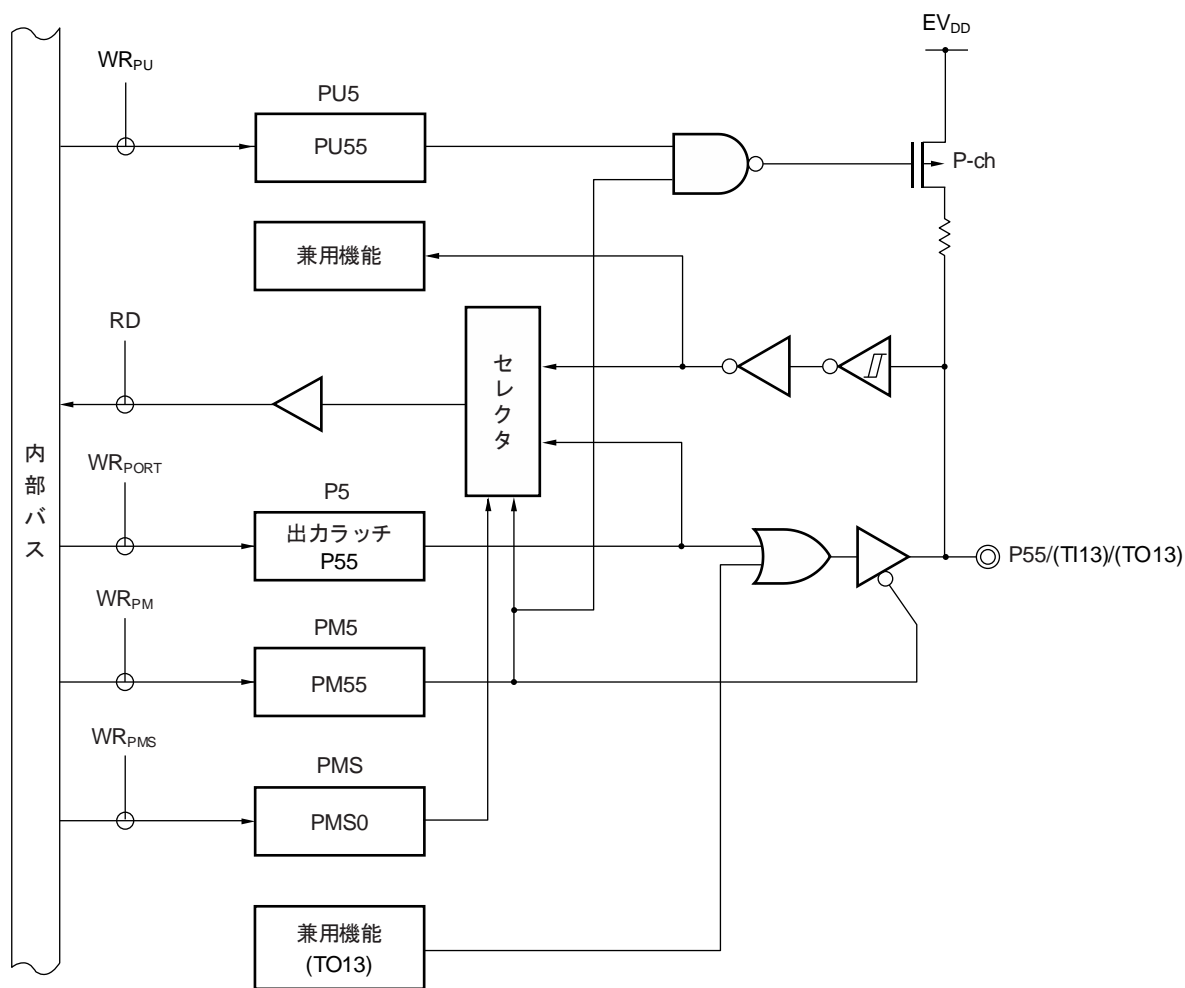 EVDD
WRPU
PU5
PU55
P-ch
兼用機能
RD
セレクタ
内部バス
WRPORT
P5
出力ラッチ
P55
P55/(TI13)/(TO13)
WRPM
PM5
PM55
WRPMS
PMS
PMS0
兼用機能
(TO13)